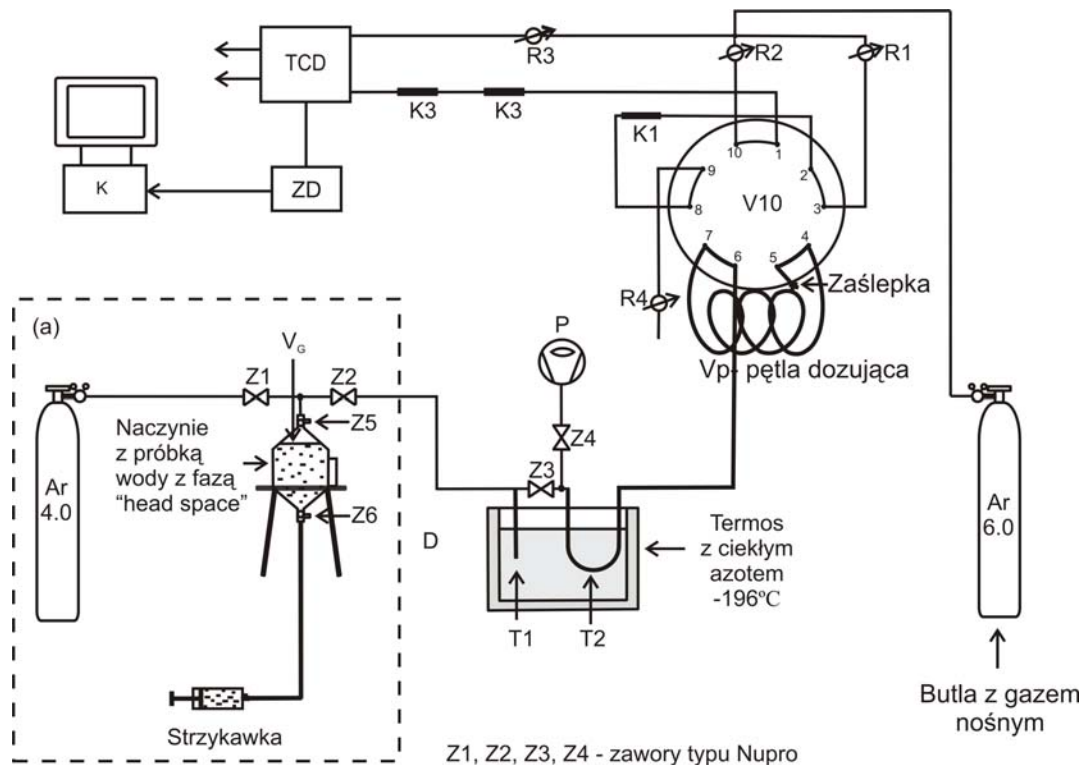 TCD
R3
R2
R1
K3
K3
K1
K
ZD
10
1
9
2
V10
8
3
7
4
6
5
Zaślepka
R4
Vp- pętla dozująca
(a)
V_G
P
Z1
Z2
Z5
Z4
Naczynie
z próbką
wody z fazą
“head space”
Z3
Ar
4.0
Z6
D
Termos
z ciekłym
azotem
-196ºC
Ar
6.0
T1
T2
Butla z gazem
nośnym
Strzykawka
Z1, Z2, Z3, Z4 - zawory typu Nupro